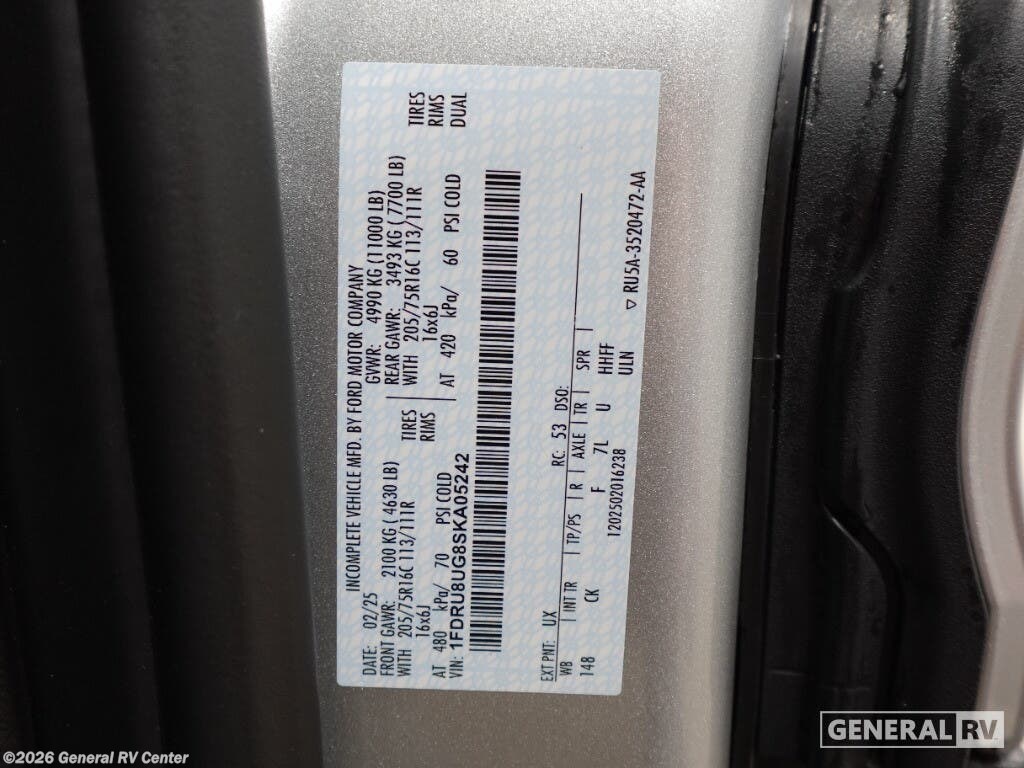 INCOMPLETE VEHICLE MFD. BY FORD MOTOR COMPANY
DATE: 02/25 GVWR: 4990 KG (11000 LB)
FRONT GAWR: 2100 KG ( 4630 LB) REAR GAWR: 3493 KG ( 7700 LB)
WITH 205/75R16C 113/111R TIRES WITH 205/75R16C 113/111R TIRES
16x6J RIMS 16x6J RIMS
AT 480 kPa/ 70 PSI COLD AT 420 kPa/ 60 PSI COLD DUAL
VIN: 1FDRU8UG8SKA05242
EXT PNT: UX RC: 53 DSO:
WB | INT TR | TP/PS | R | AXLE | TR | SPR |
148 CK F 7L U HHFF
1202502016238 ULN
▽ RU5A-3520472-AA
©2026 General RV Center
GENERAL RV